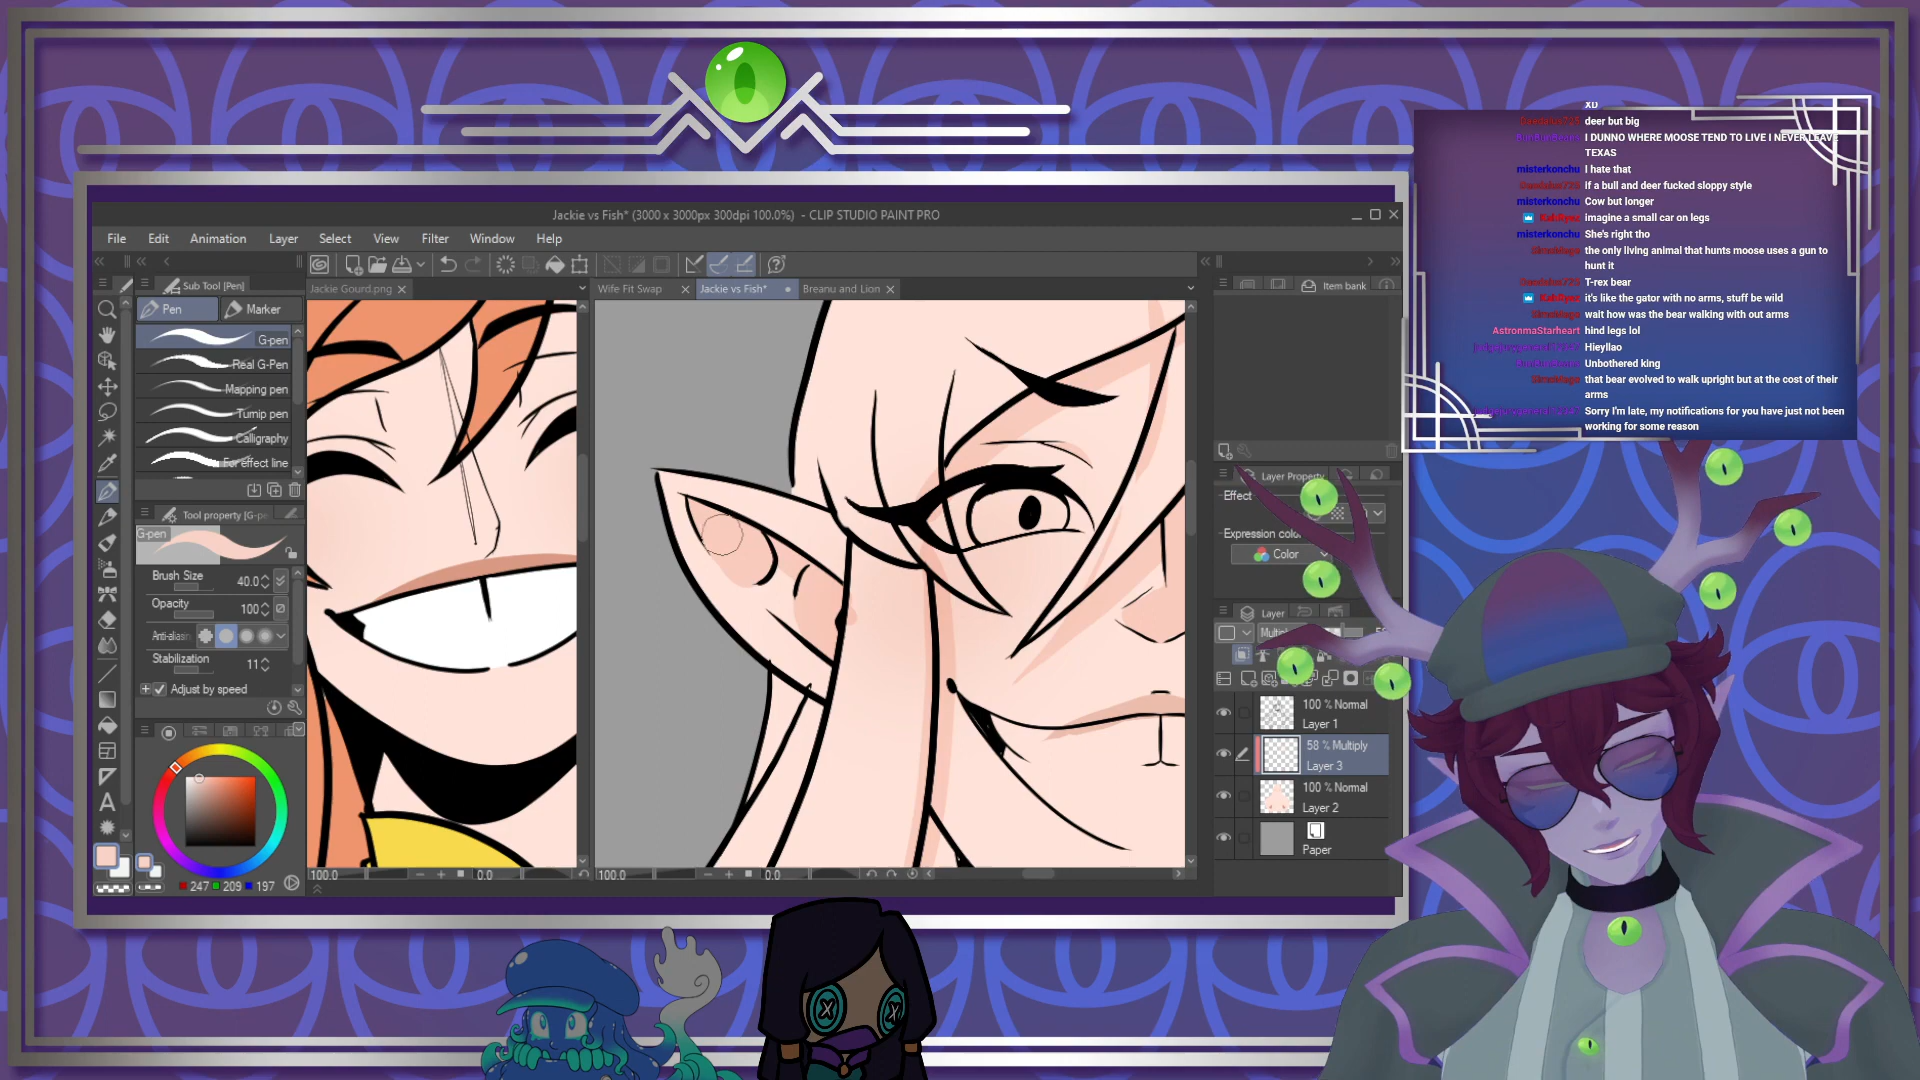 Jackie vs Fish* (3000 x 3000px 300dpi 100.0%) - CLIP STUDIO PAINT PRO
File Edit Animation Layer Select View Filter Window Help
Sub Tool [Pen]
Pen Marker
G-pen
Real G-Pen
Mapping pen
Turnip pen
Calligraphy
For effect line
Tool property [G-pe
G-pen
Brush Size 40.0
Opacity 100
Anti-aliasin
Stabilization 11
Adjust by speed
247 209 197
Jackie Gourd.png
Wife Fit Swap Jackie vs Fish* Breanu and Lion
100.0 0.0
100.0 0.0
Item bank
Layer Property
Effect
Expression colo
Color
Layer
100 % Normal
Layer 1
58 % Multiply
Layer 3
100 % Normal
Layer 2
Paper
XD
deer but big
I DUNNO WHERE MOOSE TEND TO LIVE I NEVER LEAVE
TEXAS
misterkonchu I hate that
if a bull and deer fucked sloppy style
misterkonchu Cow but longer
imagine a small car on legs
misterkonchu She's right tho
the only living animal that hunts moose uses a gun to
hunt it
T-rex bear
it's like the gator with no arms, stuff be wild
wait how was the bear walking with out arms
AstronmaStarheart hind legs lol
Hieyllao
Unbothered king
that bear evolved to walk upright but at the cost of their
arms
Sorry I'm late, my notifications for you have just not been
working for some reason